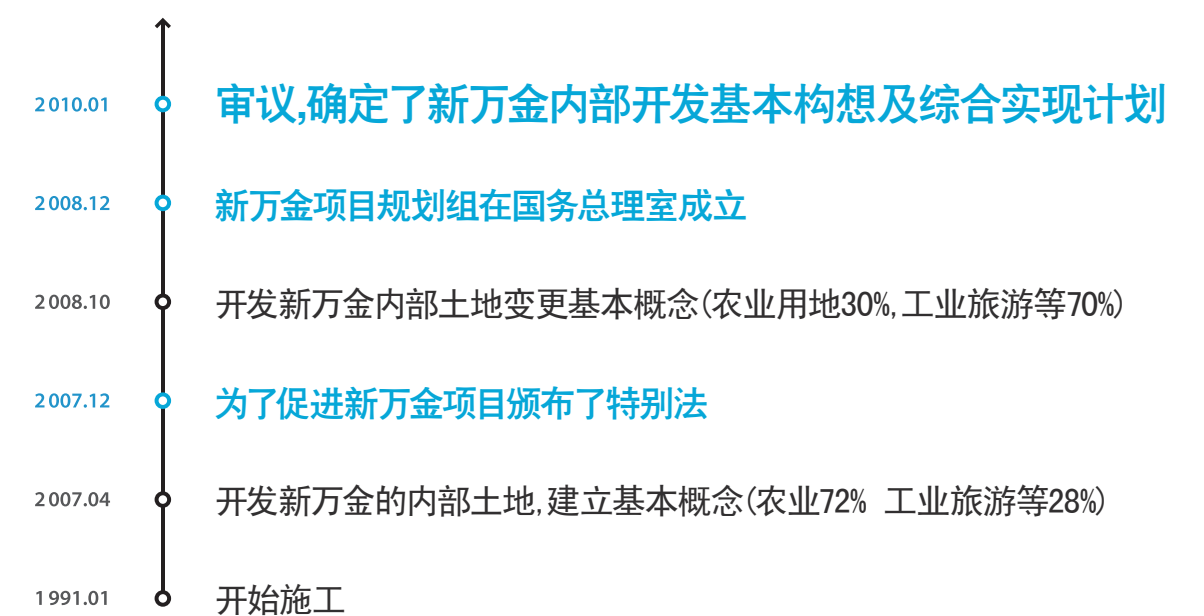 2010.01 审议,确定了新万金内部开发基本构想及综合实现计划
2008.12 新万金项目规划组在国务总理室成立
2008.10 开发新万金内部土地变更基本概念(农业用地30%,工业旅游等70%)
2007.12 为了促进新万金项目颁布了特别法
2007.04 开发新万金的内部土地,建立基本概念(农业72% 工业旅游等28%)
1991.01 开始施工